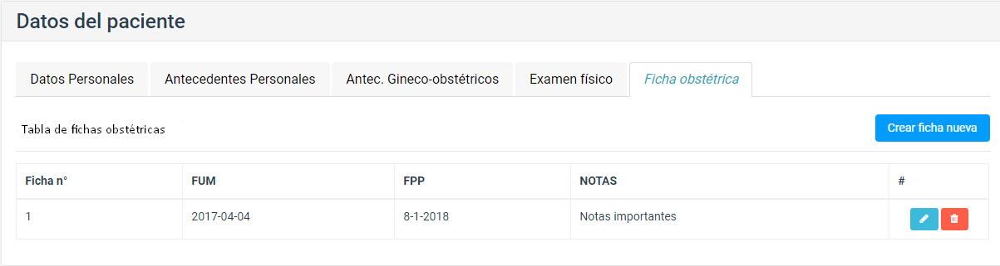 Datos del paciente
Datos Personales
Antecedentes Personales
Antec. Gineco-obstétricos
Examen físico
Ficha obstétrica
Tabla de fichas obstétricas
Crear ficha nueva
Ficha n° FUM FPP NOTAS #
1 2017-04-04 8-1-2018 Notas importantes